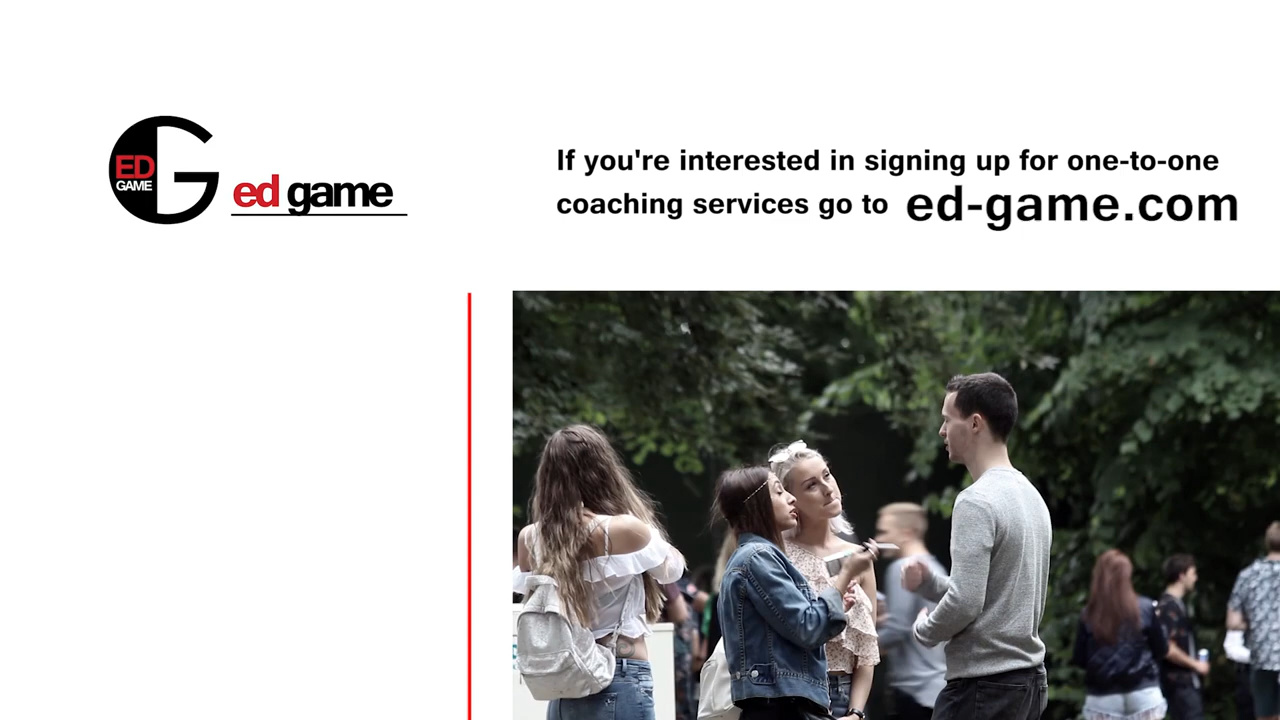 ED
GAME
ed game
If you're interested in signing up for one-to-one
coaching services go to ed-game.com